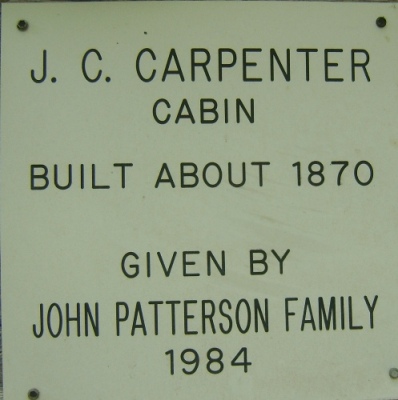 J. C. CARPENTER
CABIN
BUILT ABOUT 1870
GIVEN BY
JOHN PATTERSON FAMILY
1984